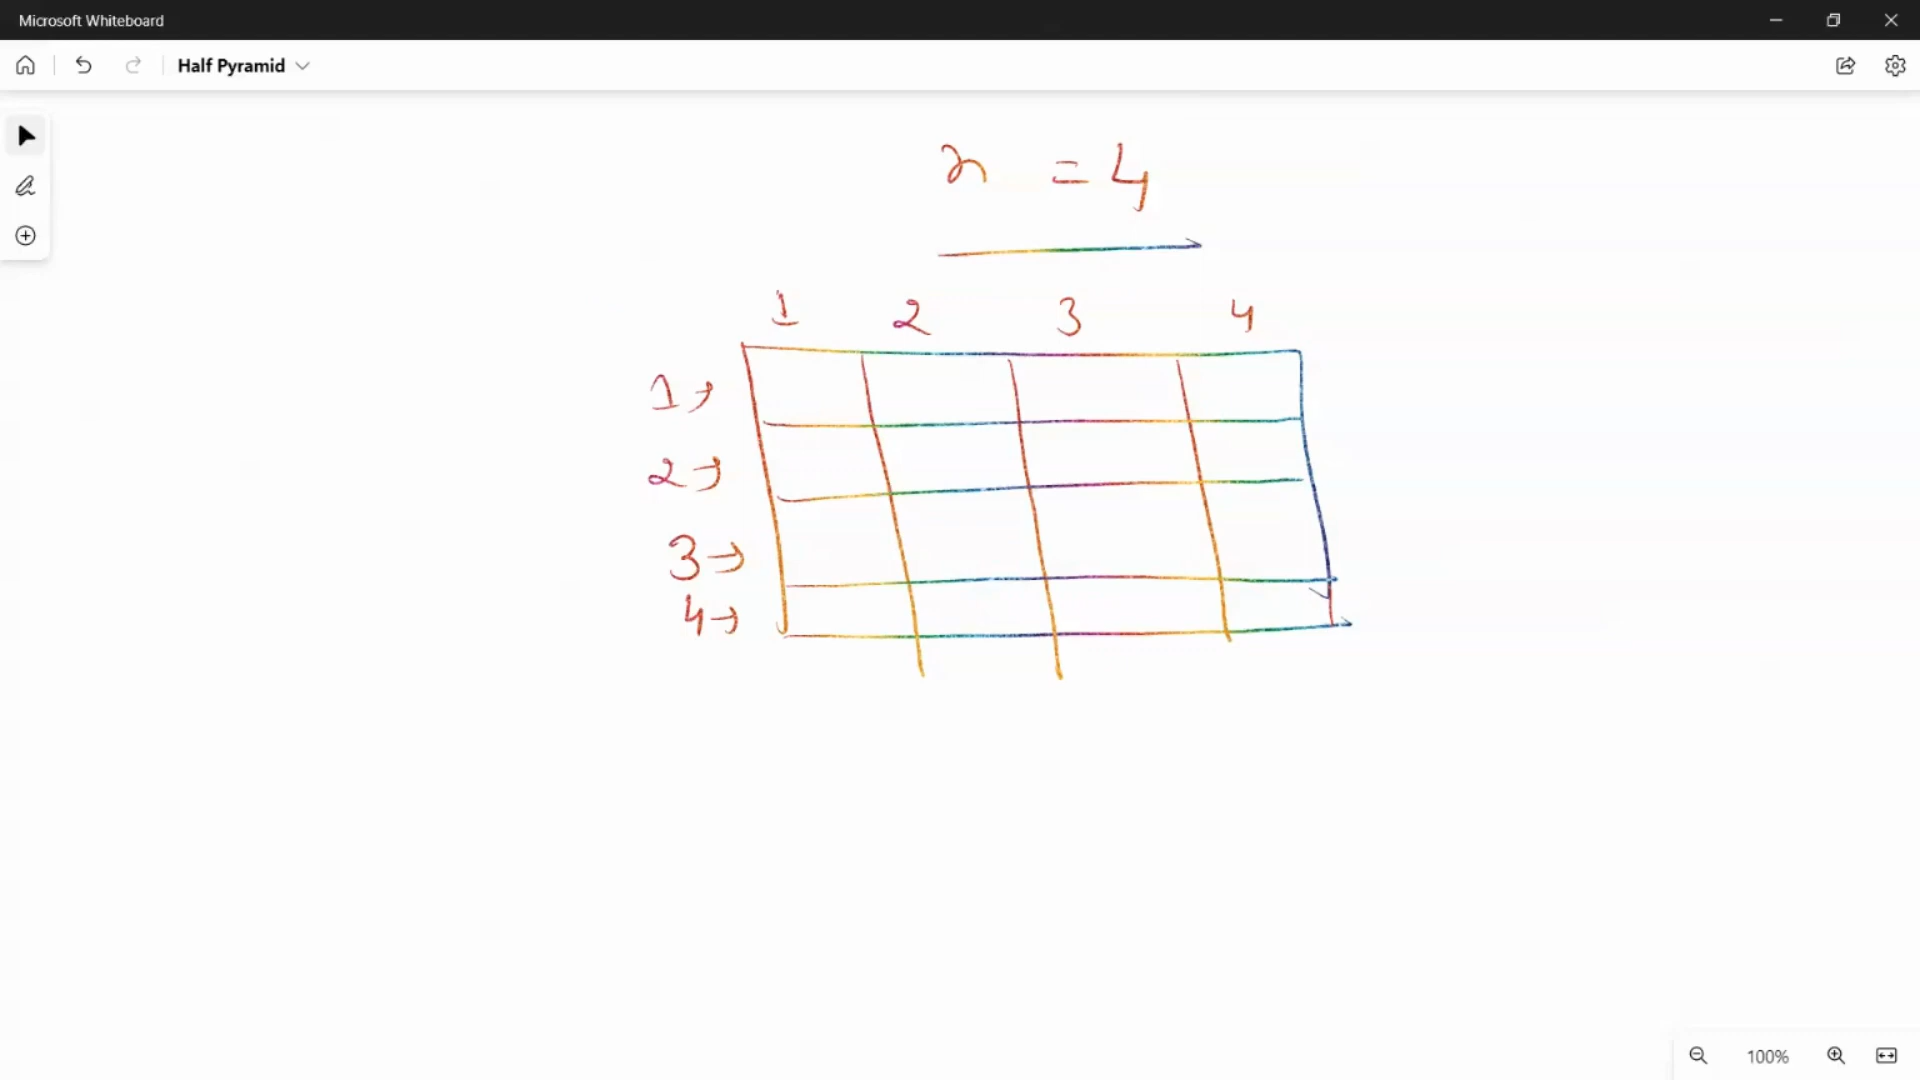 Microsoft Whiteboard
Half Pyramid
n = 4
1 2 3 4
1→
2→
3→
4→
100%